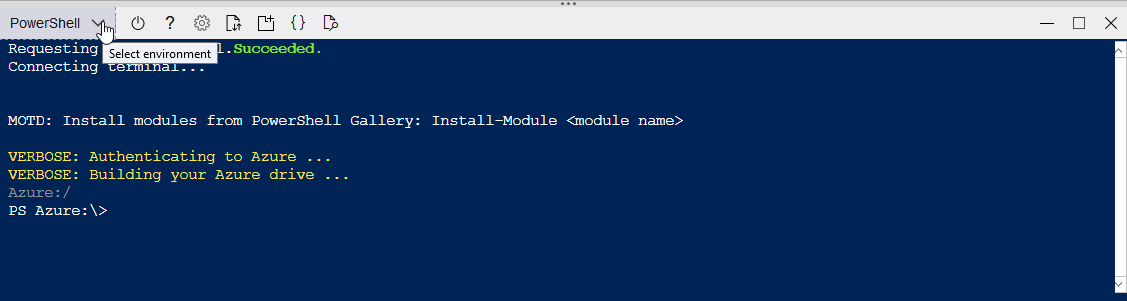 PowerShell
Select environment
Requesting l.Succeeded.
Connecting terminal...
MOTD: Install modules from PowerShell Gallery: Install-Module <module name>
VERBOSE: Authenticating to Azure ...
VERBOSE: Building your Azure drive ...
Azure:/
PS Azure:\>